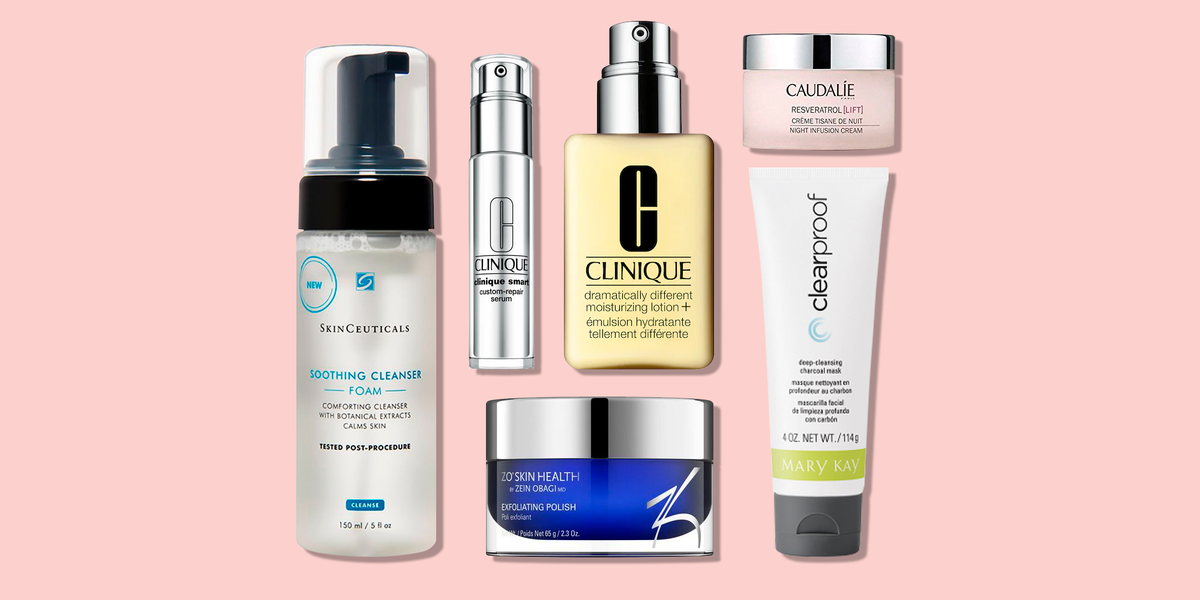 NEW
SKINCEUTICALS
SOOTHING CLEANSER
FOAM
COMFORTING CLEANSER
WITH BOTANICAL EXTRACTS
CALMS SKIN
TESTED POST-PROCEDURE
CLEANSE
150 ml / 5 fl oz
CLINIQUE
clinique smart
custom-repair
serum
CLINIQUE
dramatically different
moisturizing lotion +
émulsion hydratante
tellement différente
CAUDALÍE
PARIS
RESVERATROL [LIFT]
CRÈME TISANE DE NUIT
NIGHT INFUSION CREAM
ZO® SKIN HEALTH
BY ZEIN OBAGI MD
EXFOLIATING POLISH
Poli exfoliant
/ Poids Net 65 g / 2.3 Oz.
clearproof
deep-cleansing
charcoal mask
masque nettoyant en
profondeur au charbon
mascarilla facial
de limpieza profunda
con carbón
4 OZ. NET WT. / 114 g
MARY KAY